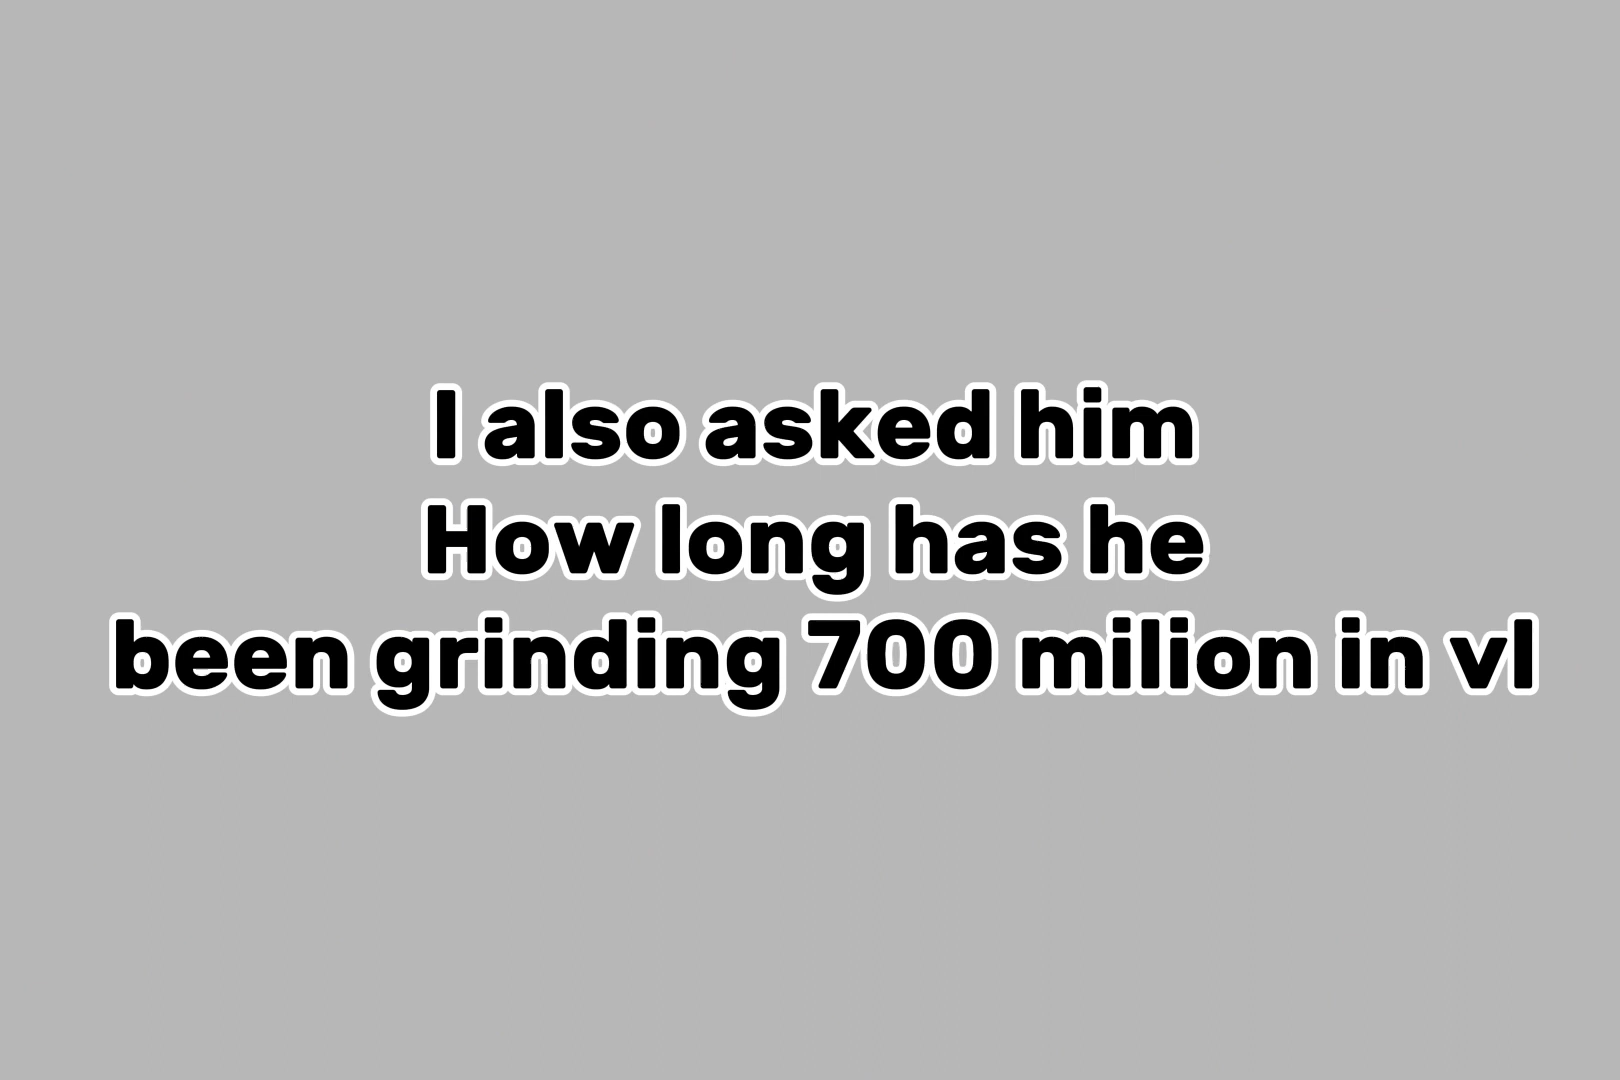 I also asked him
How long has he
been grinding 700 milion in vl